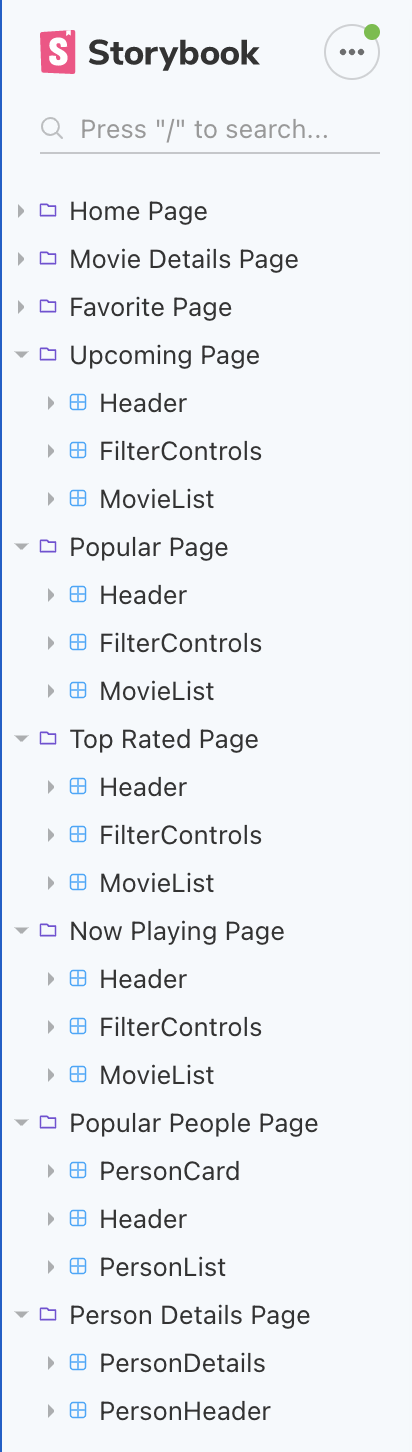 Storybook
Press "/" to search...
Home Page
Movie Details Page
Favorite Page
Upcoming Page
Header
FilterControls
MovieList
Popular Page
Header
FilterControls
MovieList
Top Rated Page
Header
FilterControls
MovieList
Now Playing Page
Header
FilterControls
MovieList
Popular People Page
PersonCard
Header
PersonList
Person Details Page
PersonDetails
PersonHeader